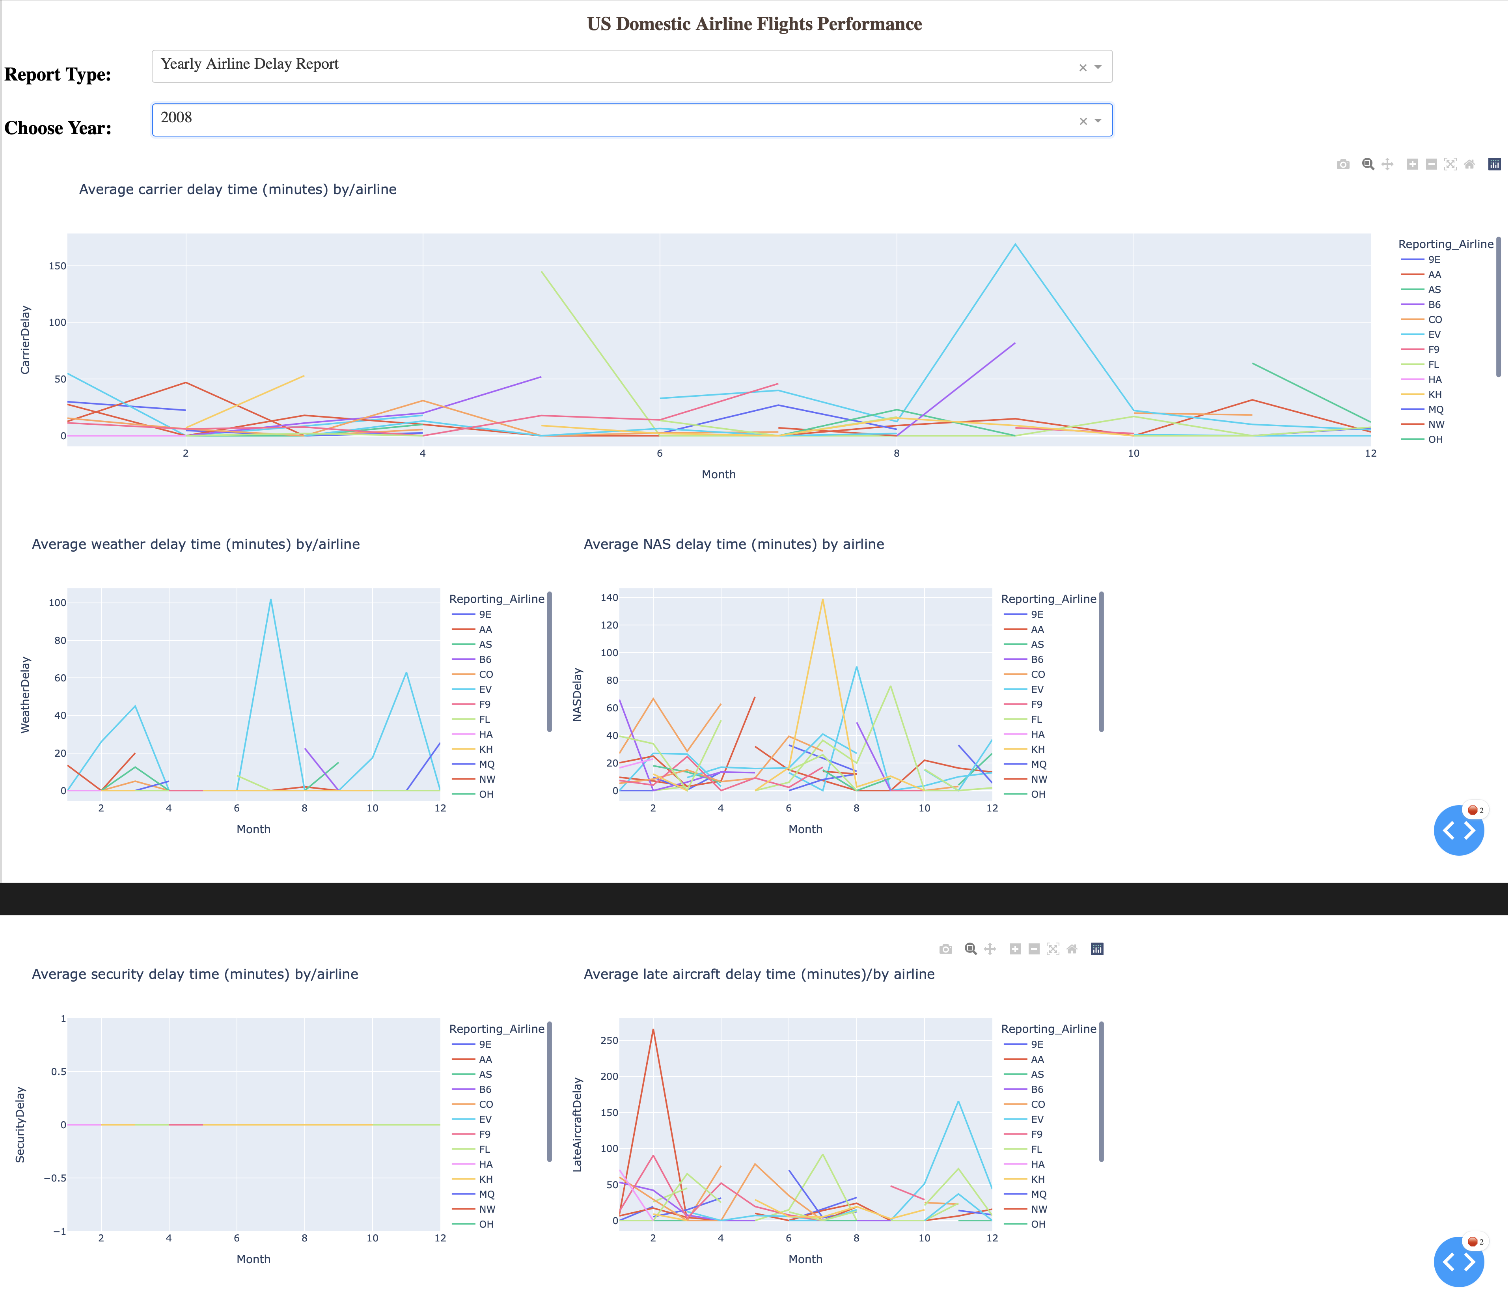 US Domestic Airline Flights Performance
Report Type:
Yearly Airline Delay Report
Choose Year:
2008
Average carrier delay time (minutes) by/airline
CarrierDelay
150
100
50
0
2 4 6 8 10 12
Month
Reporting_Airline
9E
AA
AS
B6
CO
EV
F9
FL
HA
KH
MQ
NW
OH
Average weather delay time (minutes) by/airline
WeatherDelay
100
80
60
40
20
0
2 4 6 8 10 12
Month
Reporting_Airline
9E
AA
AS
B6
CO
EV
F9
FL
HA
KH
MQ
NW
OH
Average NAS delay time (minutes) by airline
NASDelay
140
120
100
80
60
40
20
0
2 4 6 8 10 12
Month
Reporting_Airline
9E
AA
AS
B6
CO
EV
F9
FL
HA
KH
MQ
NW
OH
2
Average security delay time (minutes) by/airline
SecurityDelay
1
0.5
0
−0.5
−1
2 4 6 8 10 12
Month
Reporting_Airline
9E
AA
AS
B6
CO
EV
F9
FL
HA
KH
MQ
NW
OH
Average late aircraft delay time (minutes)/by airline
LateAircraftDelay
250
200
150
100
50
0
2 4 6 8 10 12
Month
Reporting_Airline
9E
AA
AS
B6
CO
EV
F9
FL
HA
KH
MQ
NW
OH
2